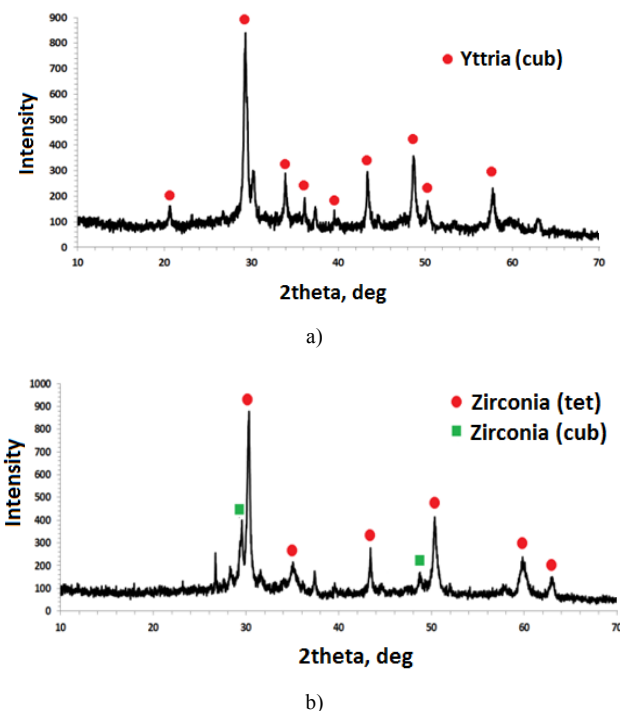 900
800
700
600
500
400
300
200
100
0
Intensity
Yttria (cub)
10 20 30 40 50 60 70
2theta, deg
a)
1000
900
800
700
600
500
400
300
200
100
0
Intensity
Zirconia (tet)
Zirconia (cub)
10 20 30 40 50 60 70
2theta, deg
b)